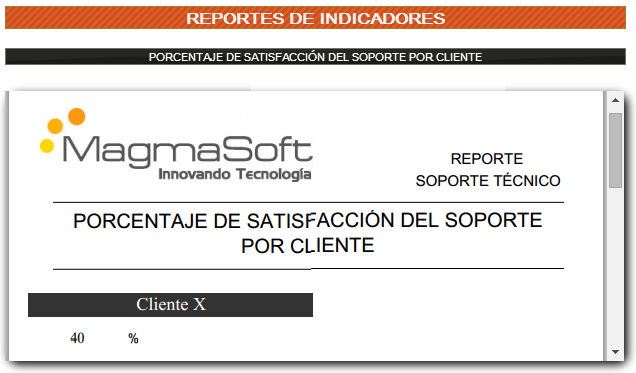 REPORTES DE INDICADORES
PORCENTAJE DE SATISFACCIÓN DEL SOPORTE POR CLIENTE
MagmaSoft
Innovando Tecnología
REPORTE
SOPORTE TÉCNICO
PORCENTAJE DE SATISFACCIÓN DEL SOPORTE
POR CLIENTE
Cliente X
40 %